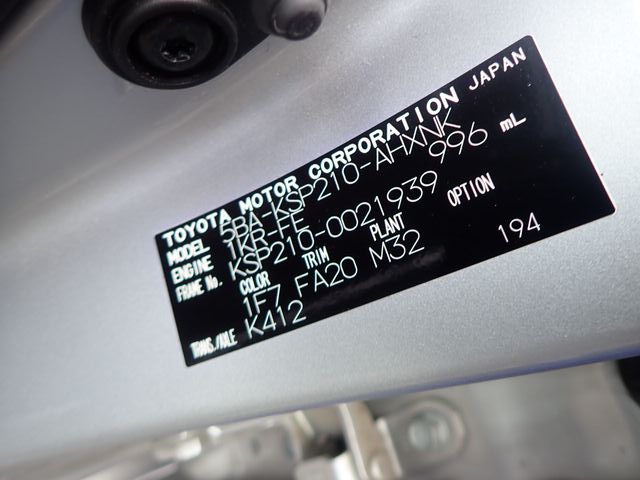 TOYOTA MOTOR CORPORATION JAPAN
MODEL 5BA-KSP210-AHXNK
ENGINE 1KR-FE 996 mL
FRAME No. KSP210-0021939
COLOR TRIM PLANT OPTION
1F7 FA20 M32 194
TRANS./AXLE K412